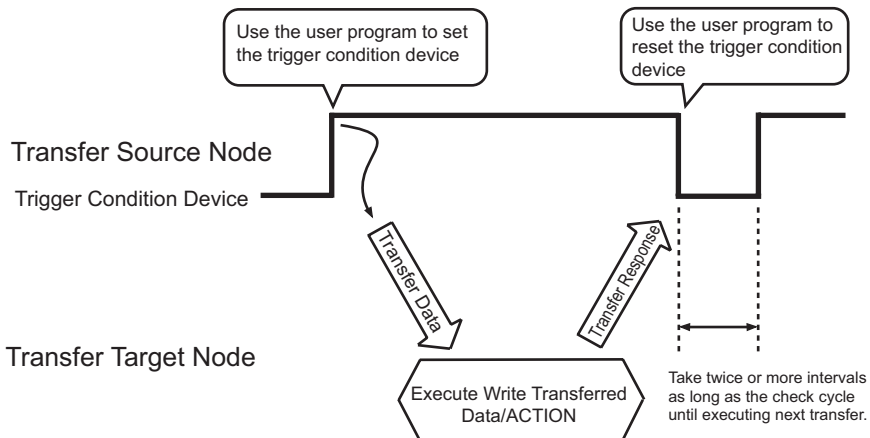 Use the user program to set
the trigger condition device
Use the user program to
reset the trigger condition
device
Transfer Source Node
Trigger Condition Device
Transfer Data
Transfer Response
Transfer Target Node
Execute Write Transferred
Data/ACTION
Take twice or more intervals
as long as the check cycle
until executing next transfer.